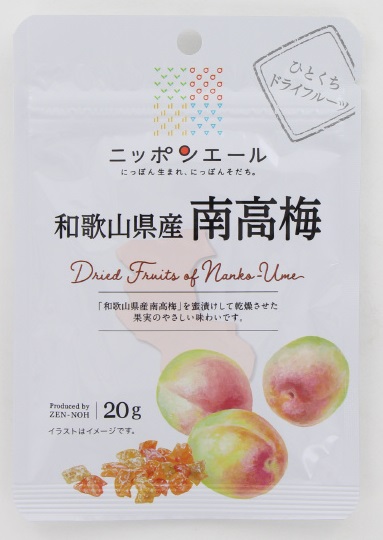 ひとくち
ドライフルーツ
ニッポンエール
にっぽん生まれ、にっぽんそだち。
和歌山県産 南高梅
Dried Fruits of Nanko-Ume
「和歌山県産南高梅」を蜜漬けして乾燥させた
果実のやさしい味わいです。
Produced by
ZEN-NOH
20g
イラストはイメージです。